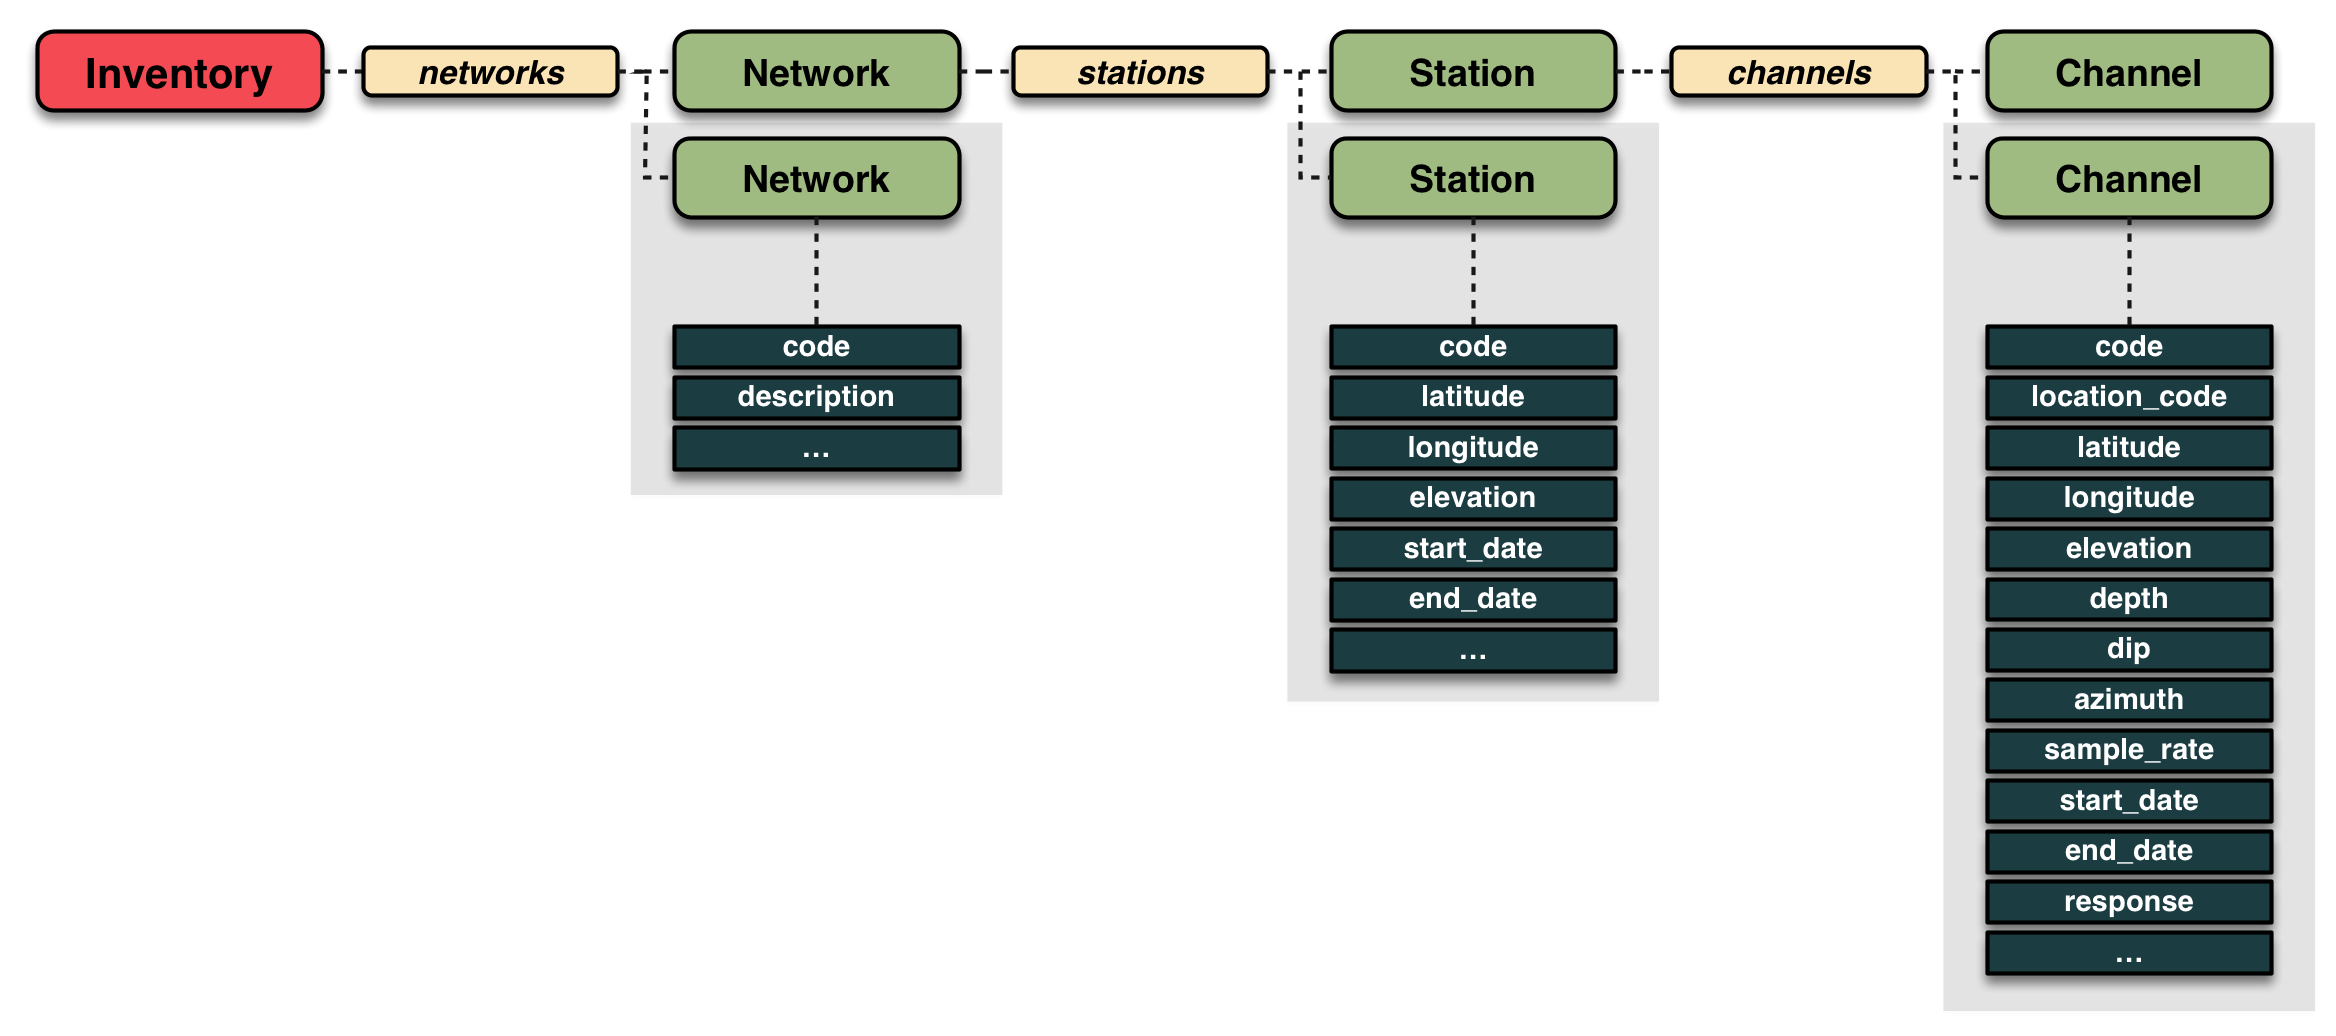 Inventory
networks
Network
stations
Station
channels
Channel
Network
Station
Channel
code
description
...
code
latitude
longitude
elevation
start_date
end_date
...
code
location_code
latitude
longitude
elevation
depth
dip
azimuth
sample_rate
start_date
end_date
response
...